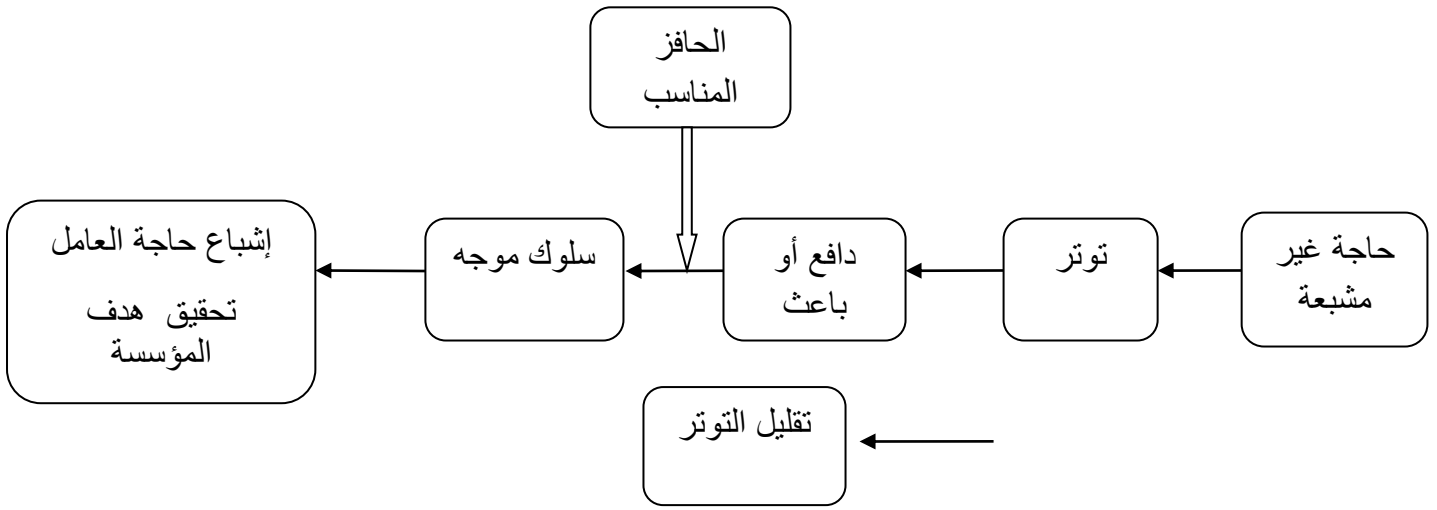 الحافز
المناسب
حاجة غير
مشبعة
توتر
دافع أو
باعث
سلوك موجه
إشباع حاجة العامل
تحقيق هدف
المؤسسة
تقليل التوتر